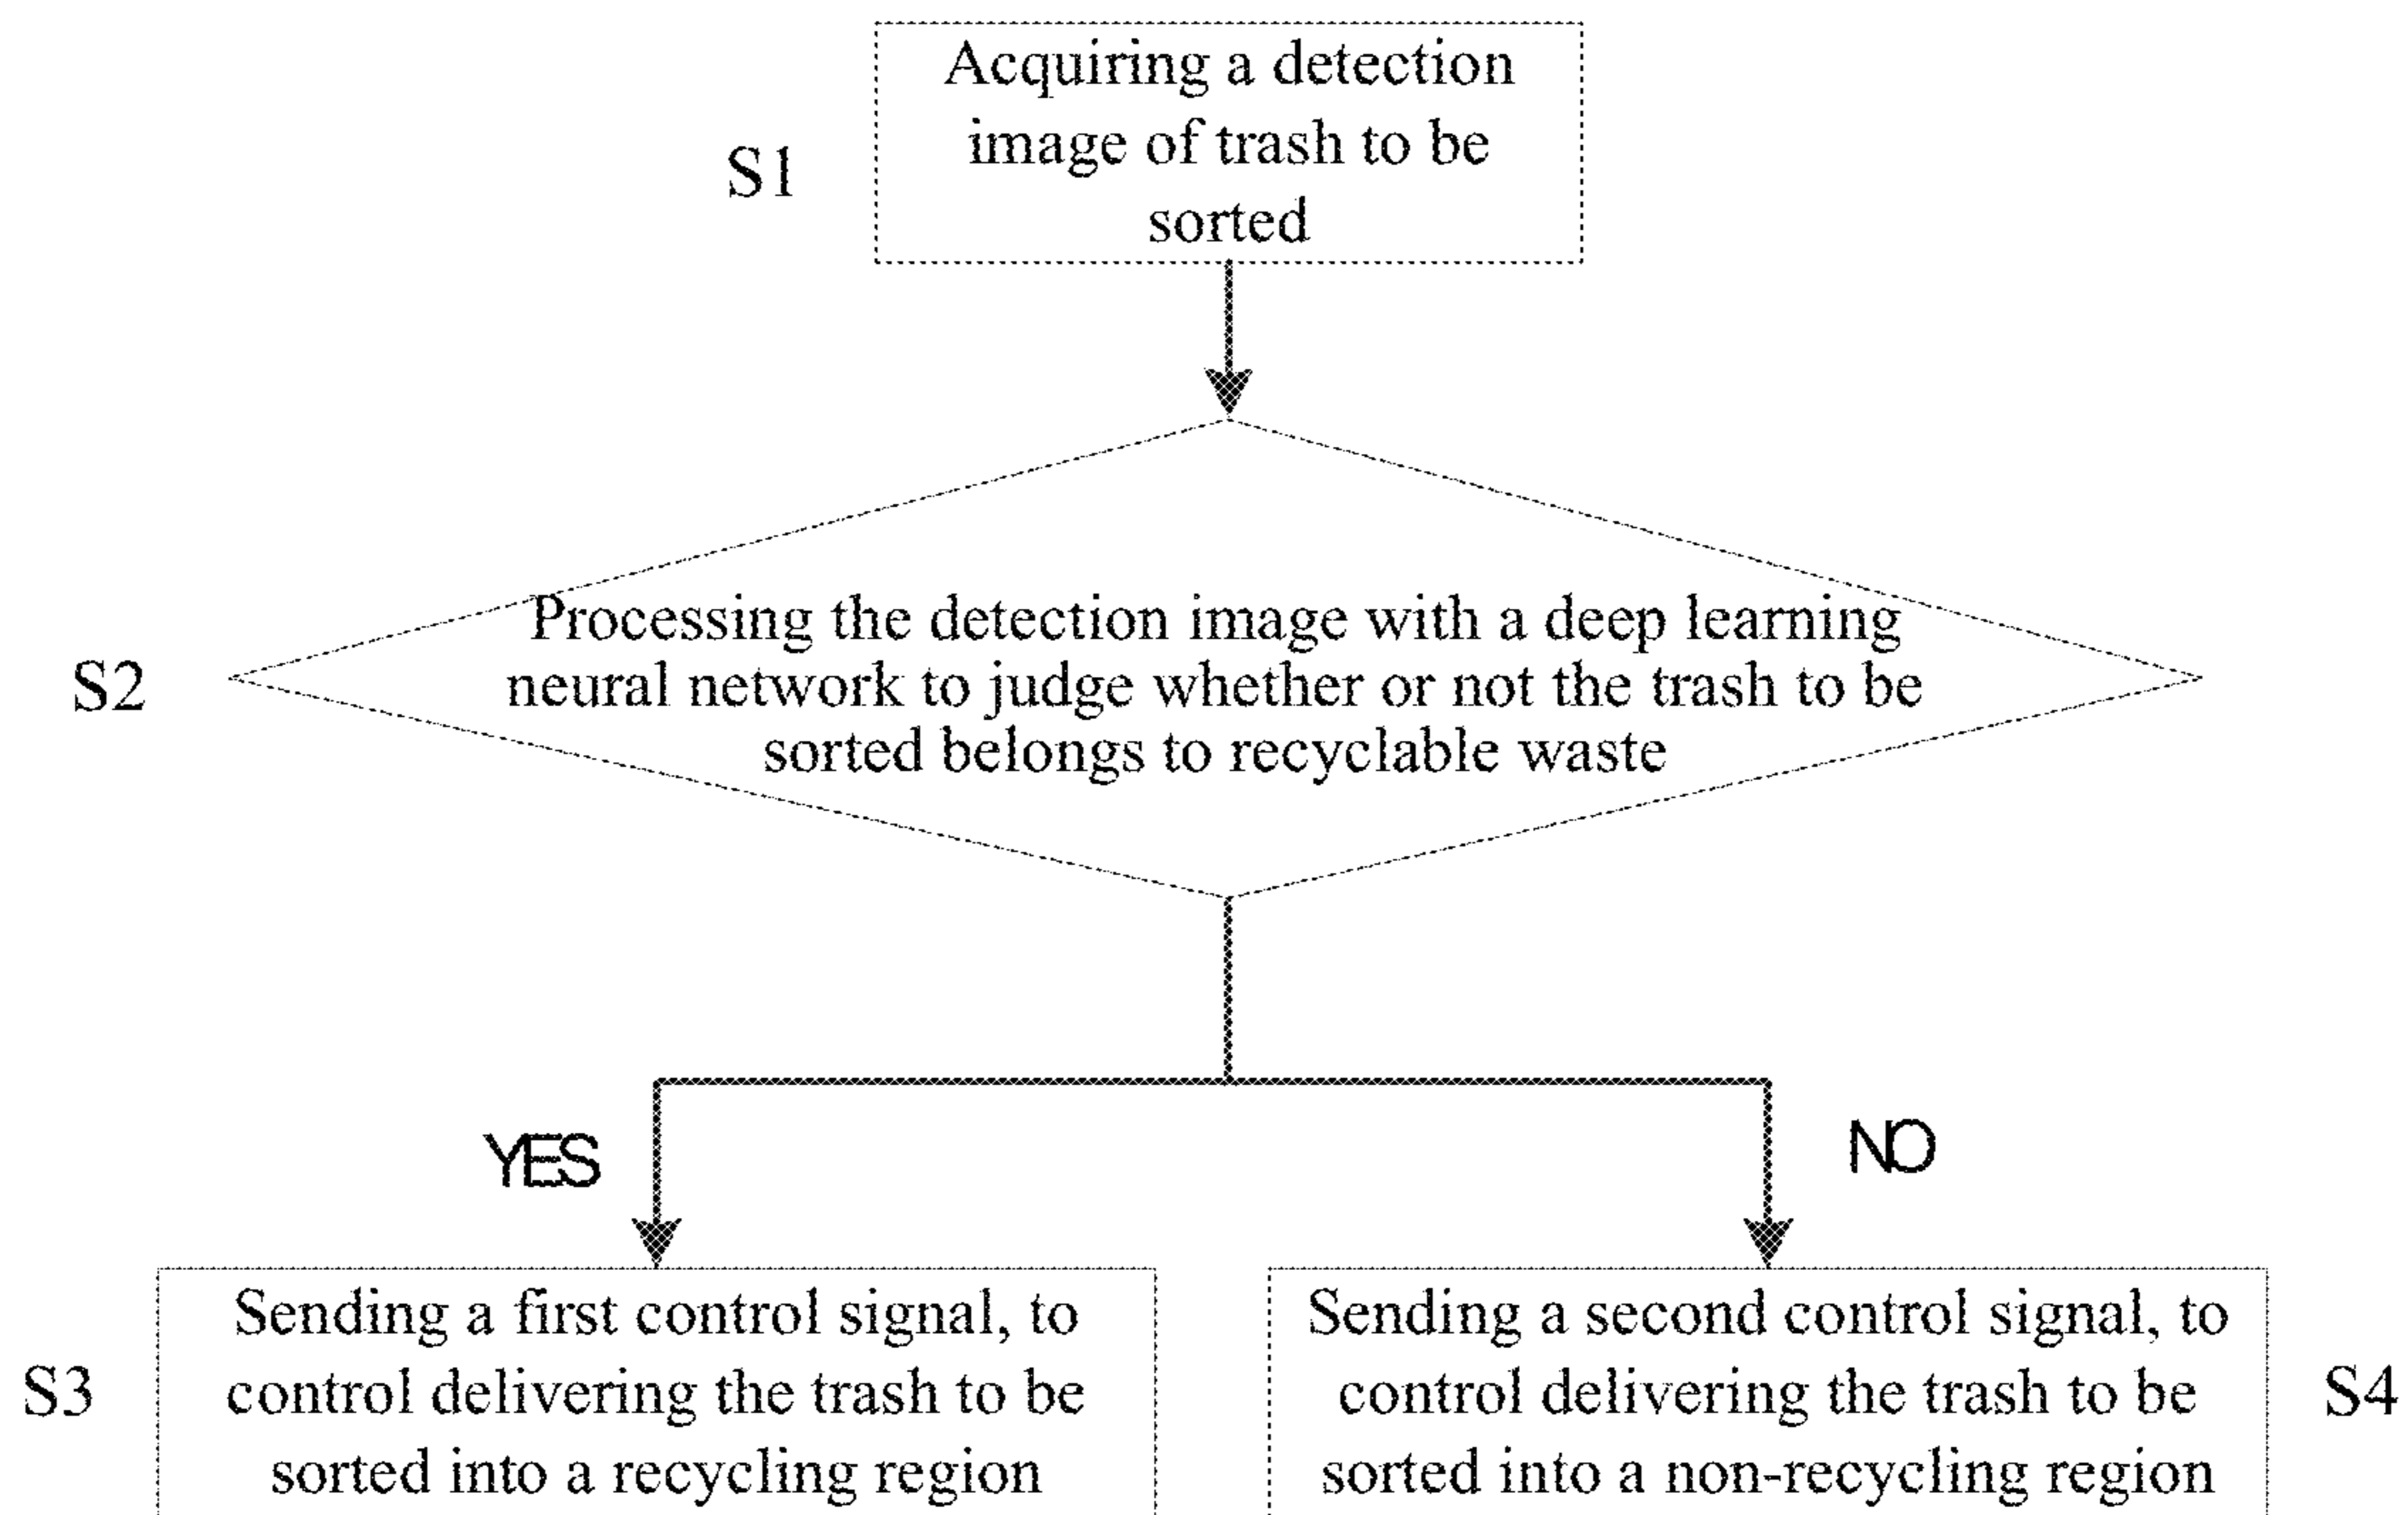 Acquiring a detection
image of trash to be
sorted
S1
Processing the detection image with a deep learning
neural network to judge whether or not the trash to be
sorted belongs to recyclable waste
S2
YES
NO
Sending a first control signal, to
control delivering the trash to be
sorted into a recycling region
S3
Sending a second control signal, to
control delivering the trash to be
sorted into a non-recycling region
S4